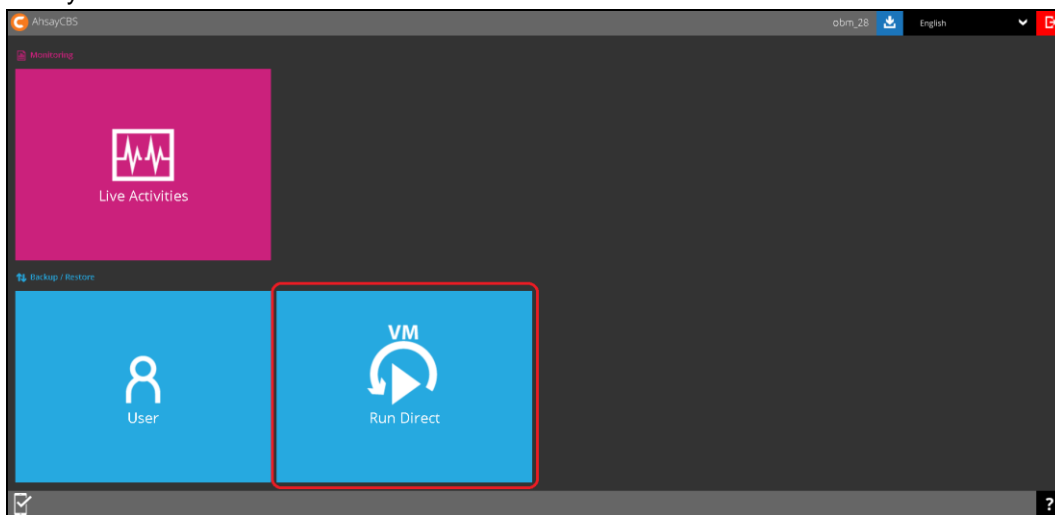 AhsayCBS
obm_28
English
Monitoring
Live Activities
Backup / Restore
User
VM
Run Direct
?